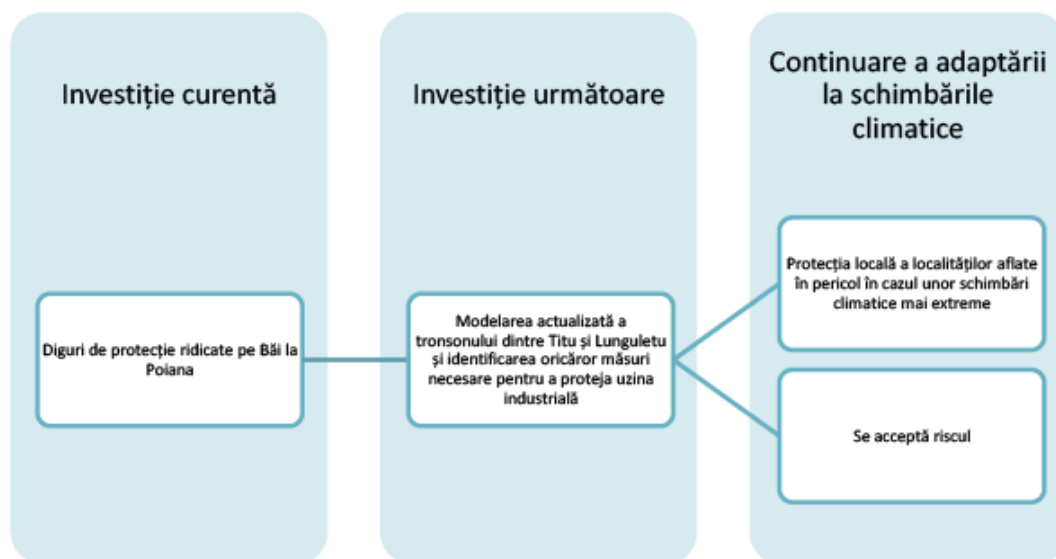 Investiție curentă
Investiție următoare
Continuare a adaptării
la schimbările
climatice
Diguri de protecție ridicate pe Băi la
Poiana
Modelarea actualizată a
tronsonului dintre Titu și Lungulețu
și identificarea oricăror măsuri
necesare pentru a proteja uzina
industrială
Protecția locală a localităților aflate
în pericol în cazul unor schimbări
climatice mai extreme
Se acceptă riscul